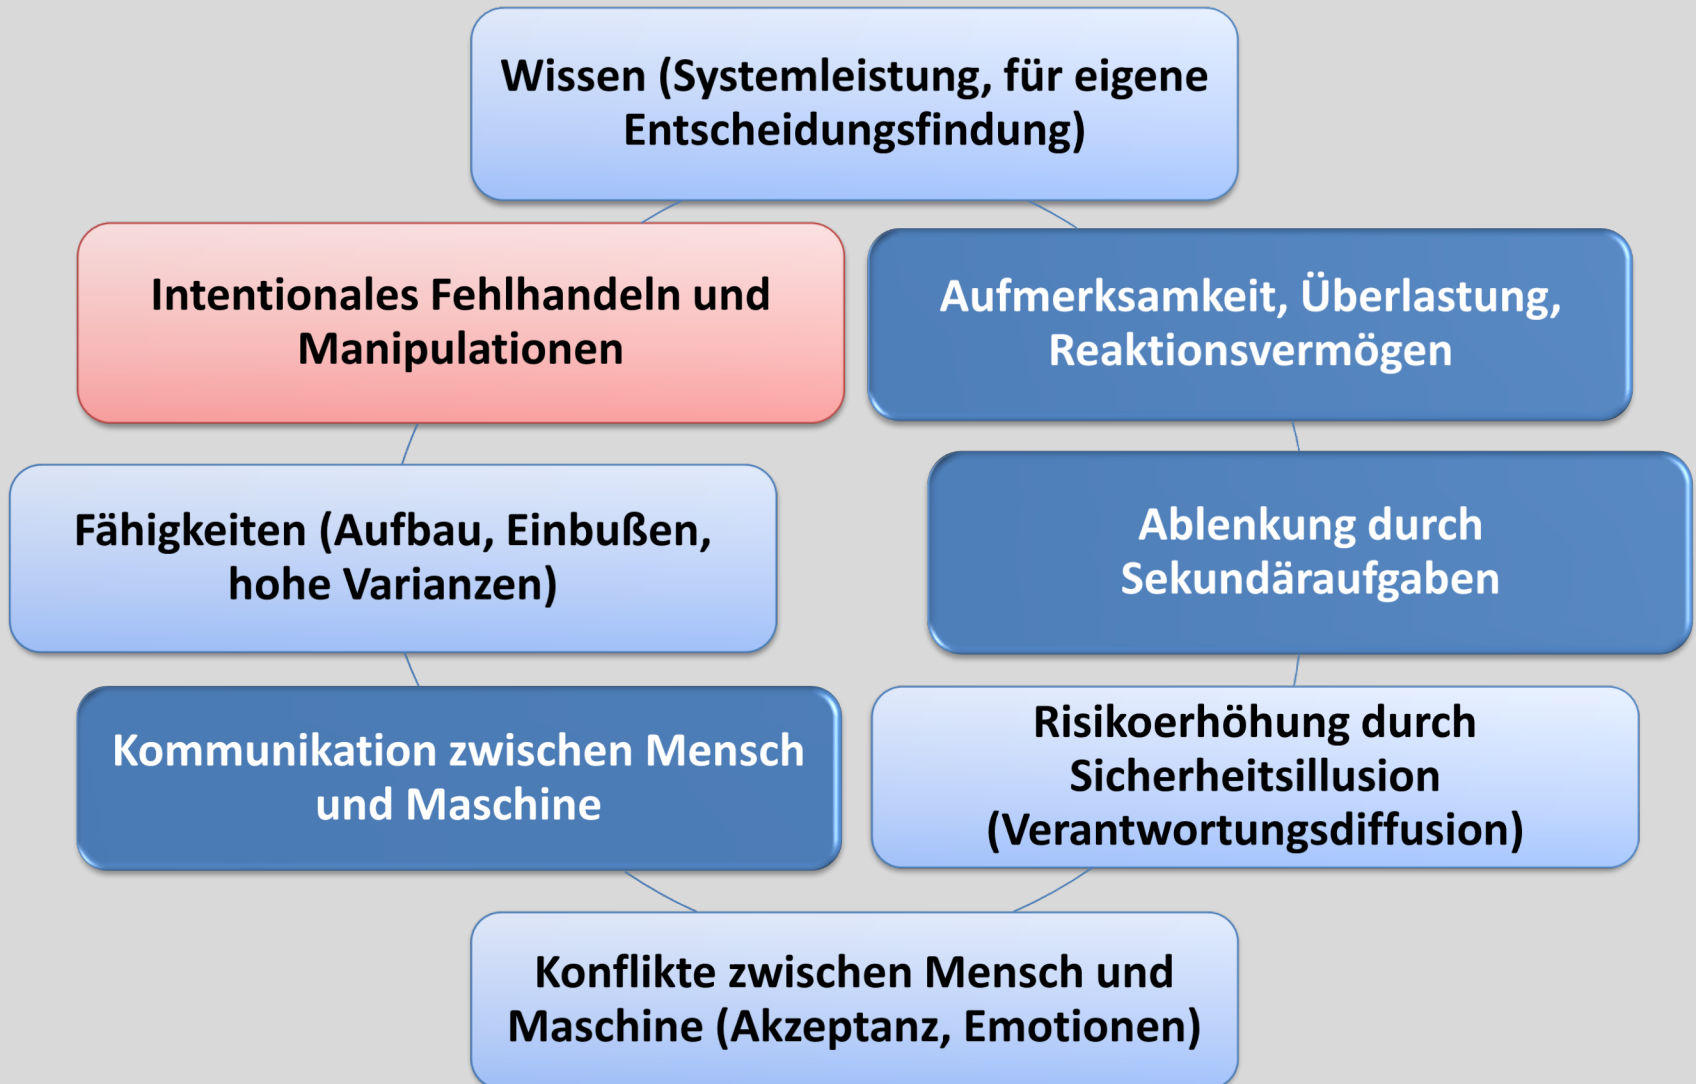 Wissen (Systemleistung, für eigene
Entscheidungsfindung)
Intentionales Fehlhandeln und
Manipulationen
Aufmerksamkeit, Überlastung,
Reaktionsvermögen
Fähigkeiten (Aufbau, Einbußen,
hohe Varianzen)
Ablenkung durch
Sekundäraufgaben
Kommunikation zwischen Mensch
und Maschine
Risikoerhöhung durch
Sicherheitsillusion
(Verantwortungsdiffusion)
Konflikte zwischen Mensch und
Maschine (Akzeptanz, Emotionen)